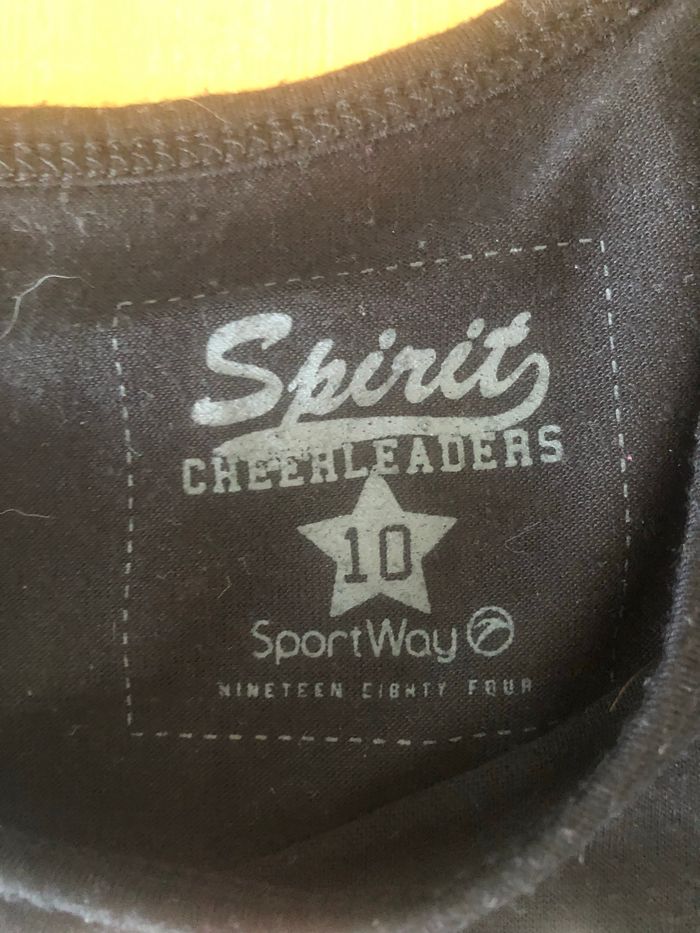 Spirit
CHEERLEADERS
10
SportWay
NINETEEN EIGHTY FOUR